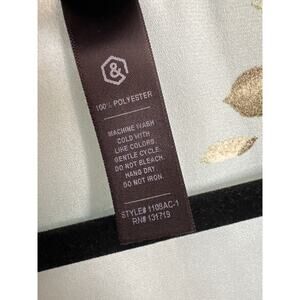 &
100% POLYESTER
MACHINE WASH
COLD WITH
LIKE COLORS.
GENTLE CYCLE.
DO NOT BLEACH.
HANG DRY.
DO NOT IRON.
STYLE# 1108AC-1
RN# 131719